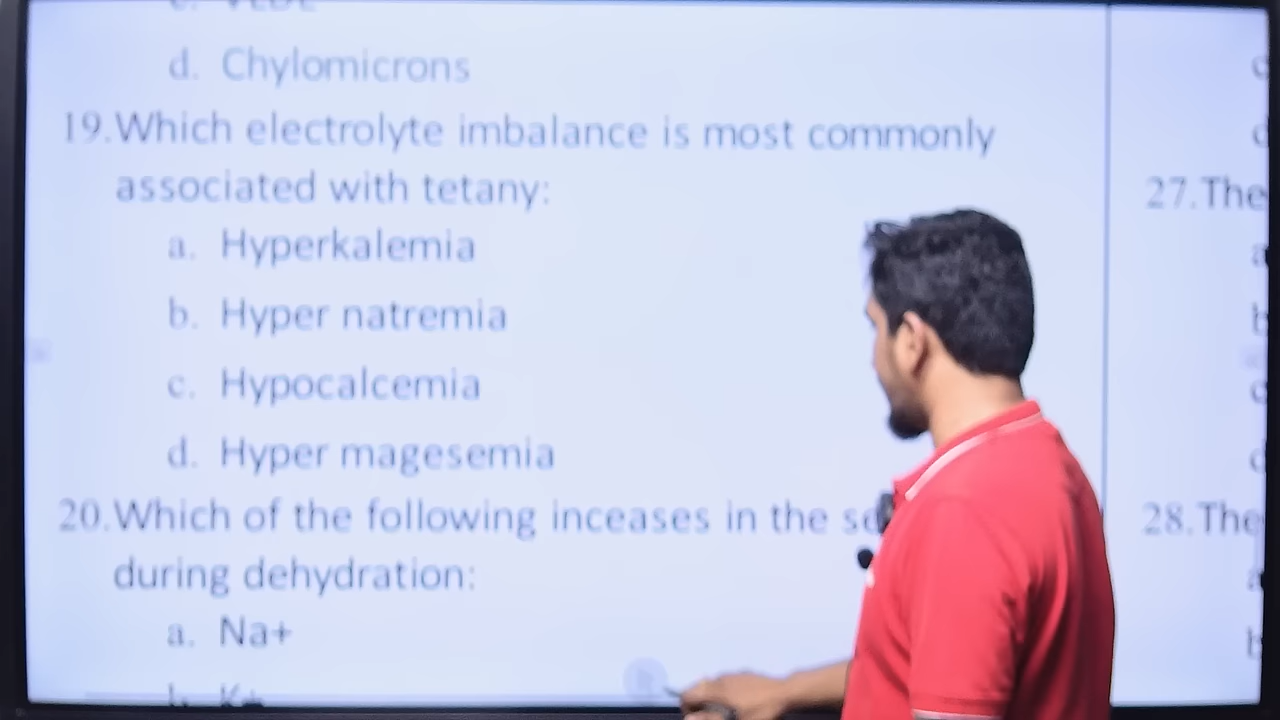 d. Chylomicrons
19.Which electrolyte imbalance is most commonly
associated with tetany:
a. Hyperkalemia
b. Hyper natremia
c. Hypocalcemia
d. Hyper magesemia
20.Which of the following inceases in the
during dehydration:
a. Na+
27.The
28.The